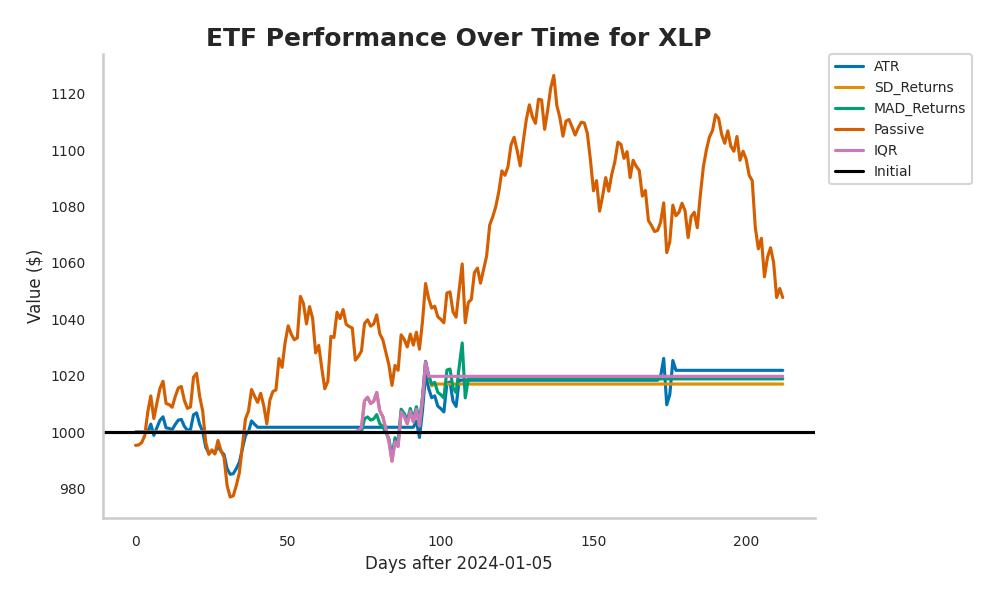 ETF Performance Over Time for XLP
Value ($)
1120
1100
1080
1060
1040
1020
1000
980
0 50 100 150 200
Days after 2024-01-05
ATR
SD_Returns
MAD_Returns
Passive
IQR
Initial